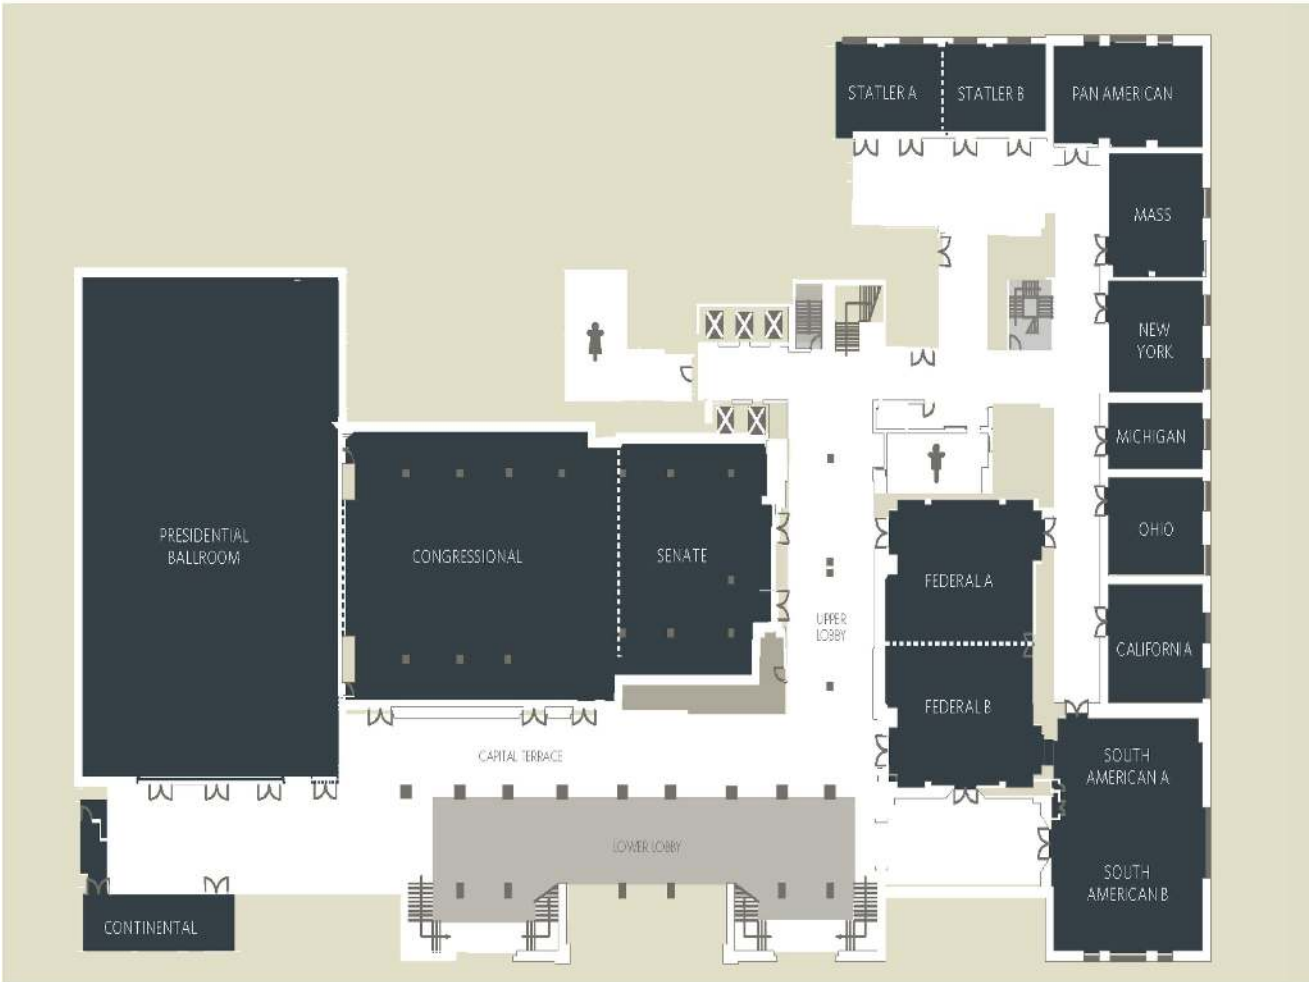 STATLER A
STATLER B
PAN AMERICAN
MASS
NEW
YORK
MICHIGAN
OHIO
PRESIDENTIAL
BALLROOM
CONGRESSIONAL
SENATE
FEDERAL A
UPPER
LOBBY
CALIFORNIA
FEDERAL B
CAPITAL TERRACE
SOUTH
AMERICAN A
LOWER LOBBY
SOUTH
AMERICAN B
CONTINENTAL